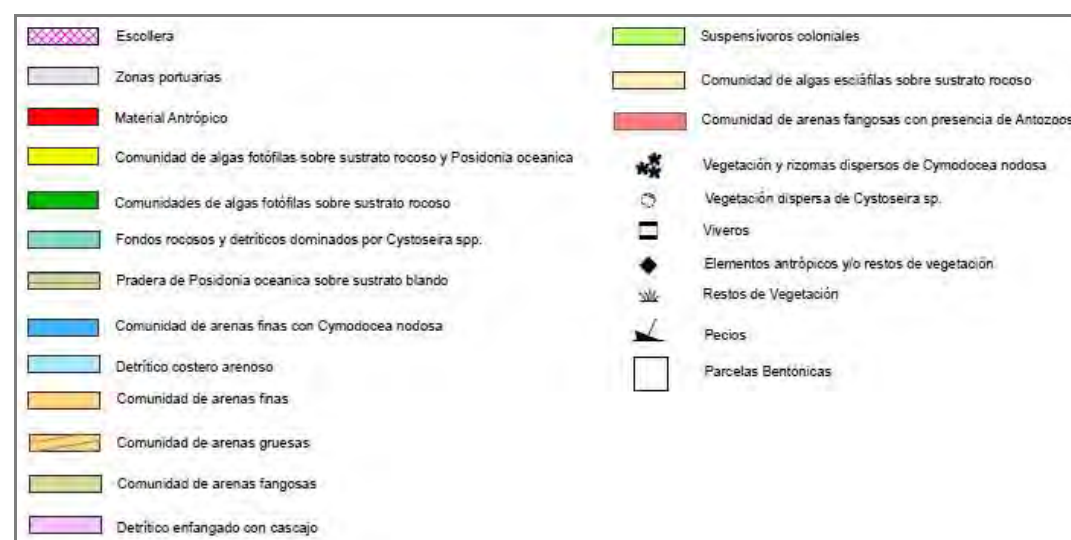 Escollera
Zonas portuarias
Material Antrópico
Comunidad de algas fotófilas sobre sustrato rocoso y Posidonia oceanica
Comunidades de algas fotófilas sobre sustrato rocoso
Fondos rocosos y detríticos dominados por Cystoseira spp.
Pradera de Posidonia oceanica sobre sustrato blando
Comunidad de arenas finas con Cymodocea nodosa
Detrítico costero arenoso
Comunidad de arenas finas
Comunidad de arenas gruesas
Comunidad de arenas fangosas
Detrítico enfangado con cascajo
Suspensívoros coloniales
Comunidad de algas esciáfilas sobre sustrato rocoso
Comunidad de arenas fangosas con presencia de Antozoos
Vegetación y rizomas dispersos de Cymodocea nodosa
Vegetación dispersa de Cystoseira sp.
Viveros
Elementos antrópicos y/o restos de vegetación
Restos de Vegetación
Pecios
Parcelas Bentónicas